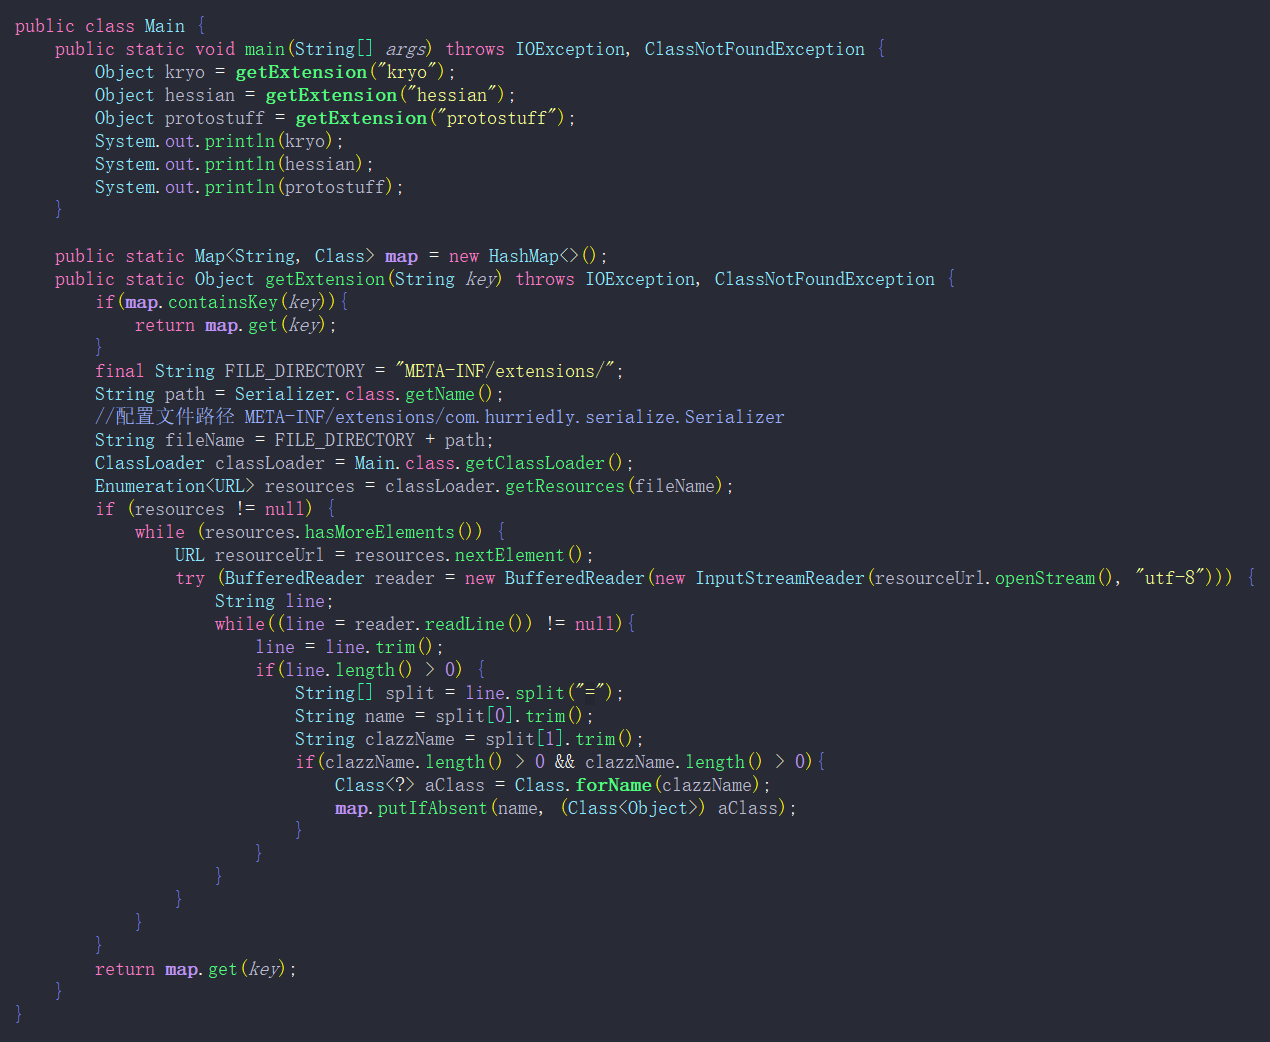 public class Main {
    public static void main(String[] args) throws IOException, ClassNotFoundException {
        Object kryo = getExtension("kryo");
        Object hessian = getExtension("hessian");
        Object protostuff = getExtension("protostuff");
        System.out.println(kryo);
        System.out.println(hessian);
        System.out.println(protostuff);
    }

    public static Map<String, Class> map = new HashMap<>();
    public static Object getExtension(String key) throws IOException, ClassNotFoundException {
        if(map.containsKey(key)){
            return map.get(key);
        }
        final String FILE_DIRECTORY = "META-INF/extensions/";
        String path = Serializer.class.getName();
        //配置文件路径 META-INF/extensions/com.hurriedly.serialize.Serializer
        String fileName = FILE_DIRECTORY + path;
        ClassLoader classLoader = Main.class.getClassLoader();
        Enumeration<URL> resources = classLoader.getResources(fileName);
        if (resources != null) {
            while (resources.hasMoreElements()) {
                URL resourceUrl = resources.nextElement();
                try (BufferedReader reader = new BufferedReader(new InputStreamReader(resourceUrl.openStream(), "utf-8"))) {
                    String line;
                    while((line = reader.readLine()) != null){
                        line = line.trim();
                        if(line.length() > 0) {
                            String[] split = line.split("=");
                            String name = split[0].trim();
                            String clazzName = split[1].trim();
                            if(clazzName.length() > 0 && clazzName.length() > 0){
                                Class<?> aClass = Class.forName(clazzName);
                                map.putIfAbsent(name, (Class<Object>) aClass);
                            }
                        }
                    }
                }
            }
        }
        return map.get(key);
    }
}